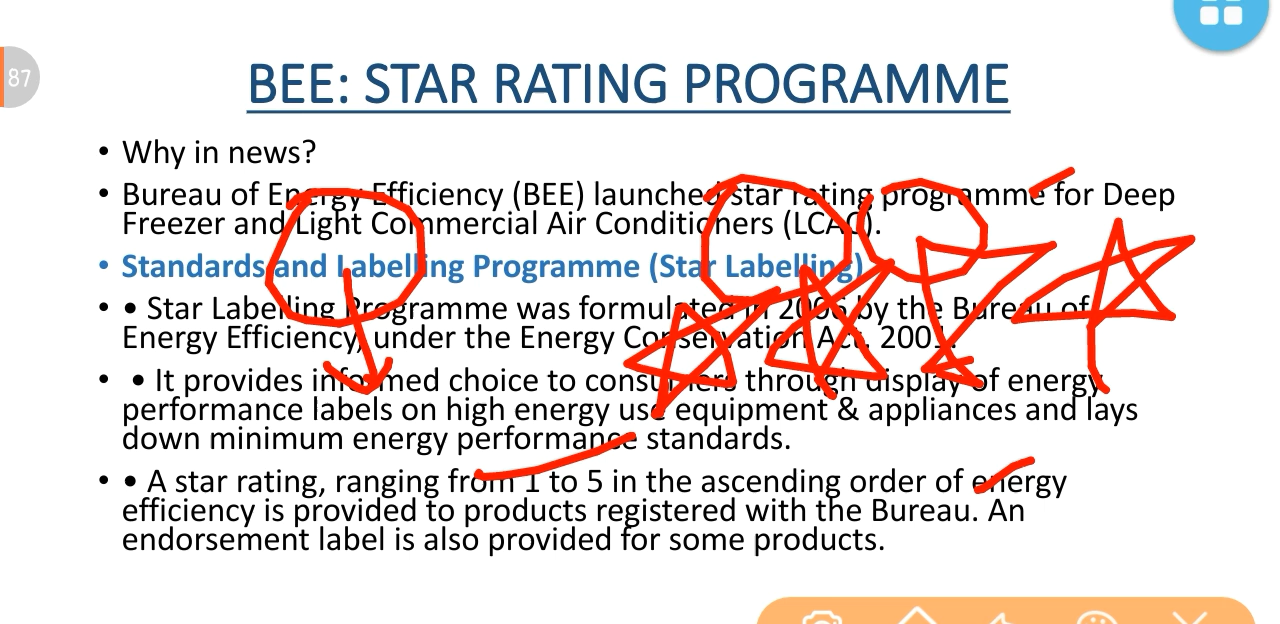 87
BEE: STAR RATING PROGRAMME
• Why in news?
• Bureau of Energy Efficiency (BEE) launched star rating programme for Deep
Freezer and Light Commercial Air Conditioners (LCAC).
• Standards and Labelling Programme (Star Labelling)
• • Star Labelling Programme was formulated in 2006 by the Bureau of
Energy Efficiency, under the Energy Conservation Act, 2001.
• • It provides informed choice to consumers through display of energy
performance labels on high energy use equipment & appliances and lays
down minimum energy performance standards.
• • A star rating, ranging from 1 to 5 in the ascending order of energy
efficiency is provided to products registered with the Bureau. An
endorsement label is also provided for some products.